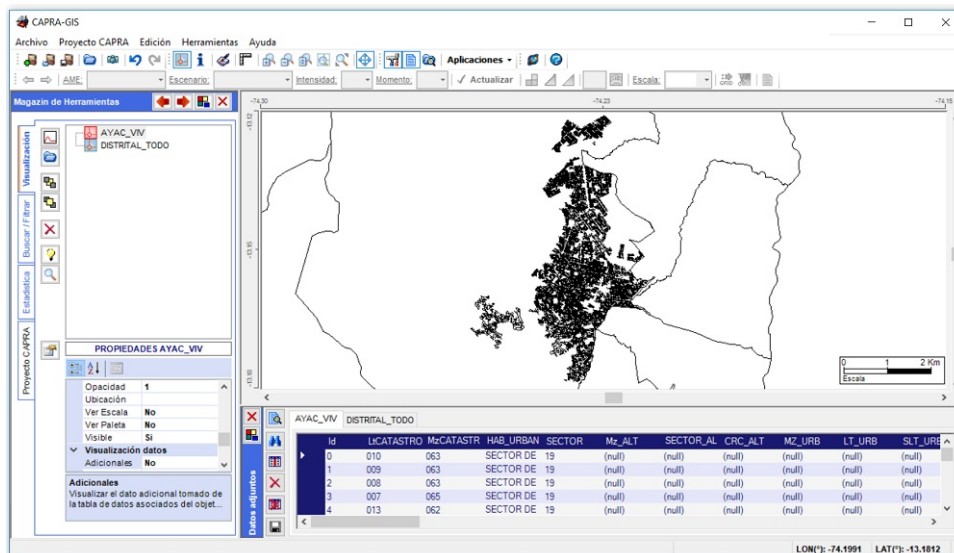 CAPRA-GIS
Archivo Proyecto CAPRA Edición Herramientas Ayuda
Aplicaciones
AME: Escenario: Intensidad: Momento: Actualizar Escala:
Magazin de Herramientas
Visualización
Buscar / Filtrar
Estadística
Proyecto CAPRA
AYAC_VIV
DISTRITAL_TODO
PROPIEDADES AYAC_VIV
Opacidad 1
Ubicación
Ver Escala No
Ver Paleta No
Visible Si
Visualización datos
Adicionales No
Adicionales
Visualizar el dato adicional tomado de
la tabla de datos asociados del objet...
-74.30 -74.23 -74.15
-13.12
-13.15
-13.18
0 1 2 Km
Escala
Datos adjuntos
AYAC_VIV DISTRITAL_TODO
Id LtCATASTRO MzCATASTR HAB_URBAN SECTOR Mz_ALT SECTOR_AL CRC_ALT MZ_URB LT_URB SLT_URE
0 010 063 SECTOR DE 19 (null) (null) (null) (null) (null) (null)
1 009 063 SECTOR DE 19 (null) (null) (null) (null) (null) (null)
2 008 063 SECTOR DE 19 (null) (null) (null) (null) (null) (null)
3 007 065 SECTOR DE 19 (null) (null) (null) (null) (null) (null)
4 013 062 SECTOR DE 19 (null) (null) (null) (null) (null) (null)
LON(°): -74.1991 LAT(°): -13.1812